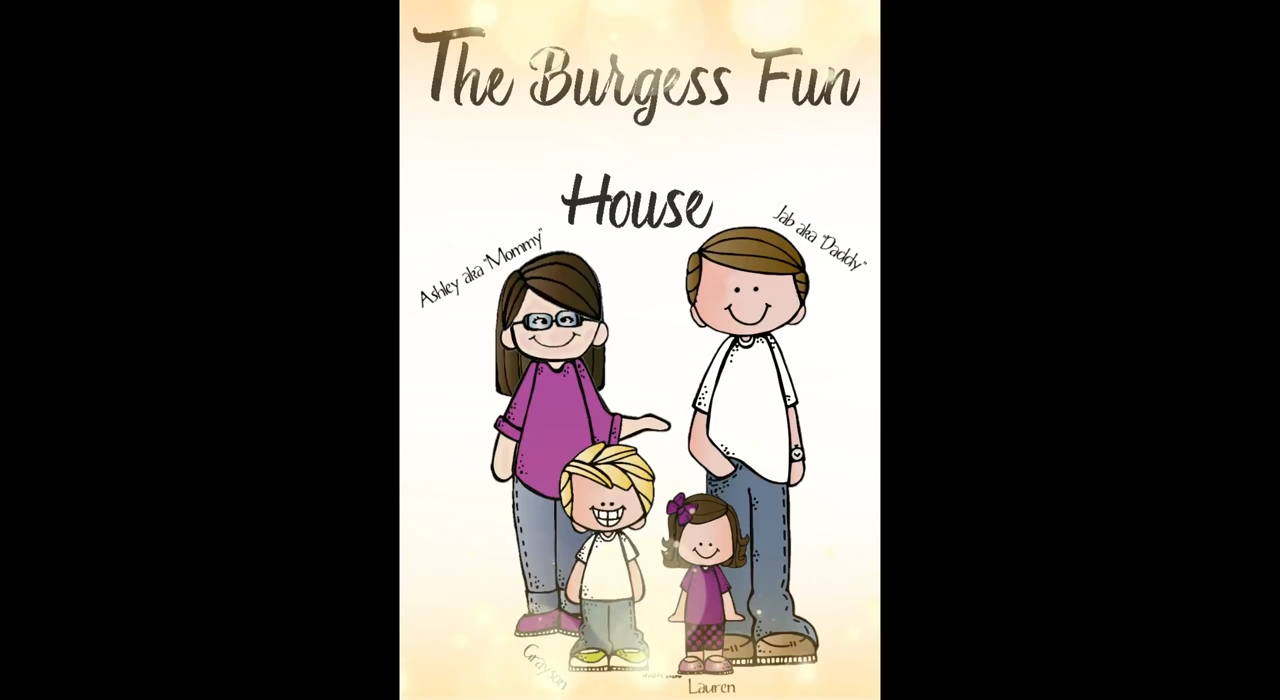 The Burgess Fun
House
Ashley aka "Mommy"
Jab aka "Daddy"
Grayson
Lauren